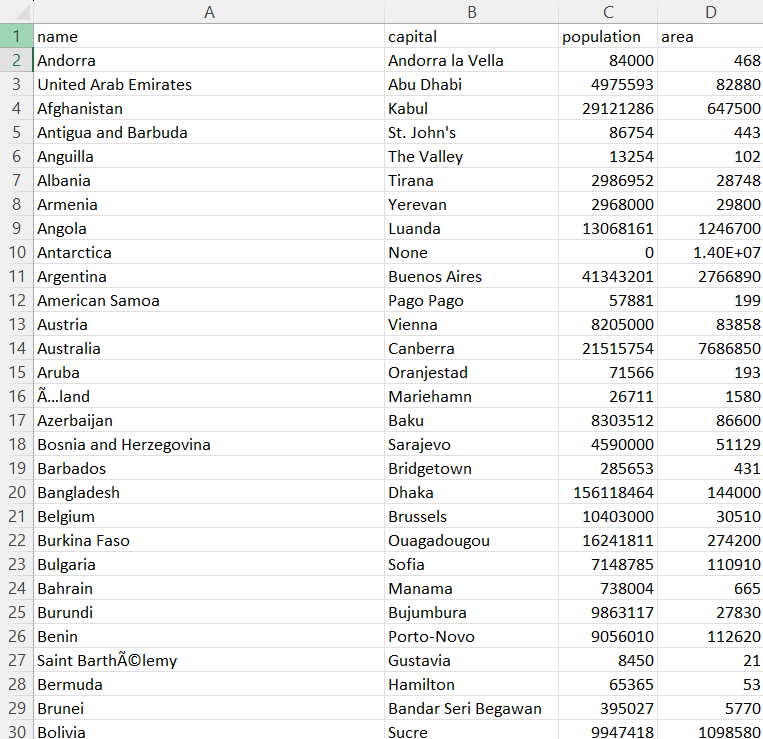 A B C D
1 name capital population area
2 Andorra Andorra la Vella 84000 468
3 United Arab Emirates Abu Dhabi 4975593 82880
4 Afghanistan Kabul 29121286 647500
5 Antigua and Barbuda St. John's 86754 443
6 Anguilla The Valley 13254 102
7 Albania Tirana 2986952 28748
8 Armenia Yerevan 2968000 29800
9 Angola Luanda 13068161 1246700
10 Antarctica None 0 1.40E+07
11 Argentina Buenos Aires 41343201 2766890
12 American Samoa Pago Pago 57881 199
13 Austria Vienna 8205000 83858
14 Australia Canberra 21515754 7686850
15 Aruba Oranjestad 71566 193
16 Ã…land Mariehamn 26711 1580
17 Azerbaijan Baku 8303512 86600
18 Bosnia and Herzegovina Sarajevo 4590000 51129
19 Barbados Bridgetown 285653 431
20 Bangladesh Dhaka 156118464 144000
21 Belgium Brussels 10403000 30510
22 Burkina Faso Ouagadougou 16241811 274200
23 Bulgaria Sofia 7148785 110910
24 Bahrain Manama 738004 665
25 Burundi Bujumbura 9863117 27830
26 Benin Porto-Novo 9056010 112620
27 Saint BarthÃ©lemy Gustavia 8450 21
28 Bermuda Hamilton 65365 53
29 Brunei Bandar Seri Begawan 395027 5770
30 Bolivia Sucre 9947418 1098580